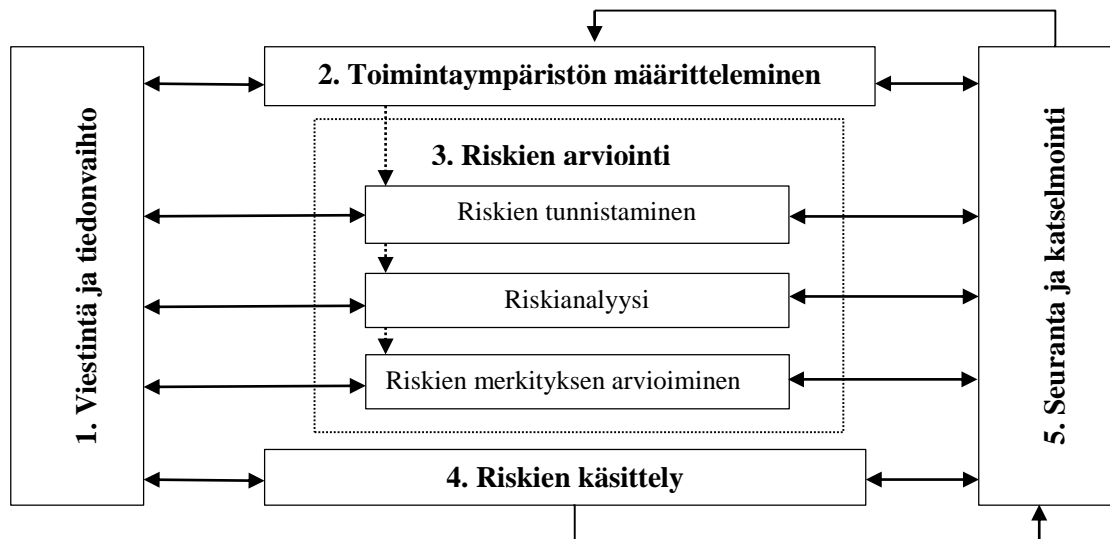 1. Viestintä ja tiedonvaihto
2. Toimintaympäristön määritteleminen
3. Riskien arviointi
Riskien tunnistaminen
Riskianalyysi
Riskien merkityksen arvioiminen
4. Riskien käsittely
5. Seuranta ja katselmointi